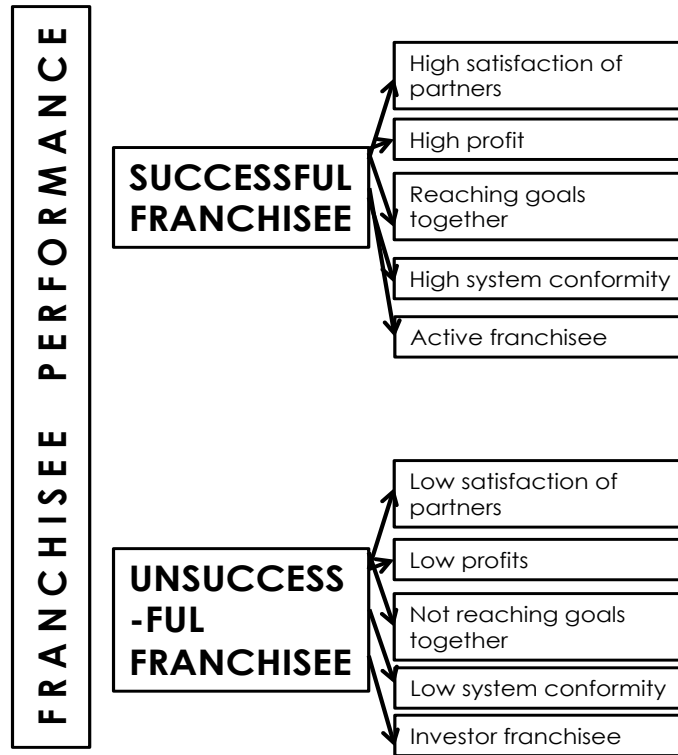 FRANCHISEE PERFORMANCE
SUCCESSFUL
FRANCHISEE
High satisfaction of
partners
High profit
Reaching goals
together
High system conformity
Active franchisee
UNSUCCESS
-FUL
FRANCHISEE
Low satisfaction of
partners
Low profits
Not reaching goals
together
Low system conformity
Investor franchisee